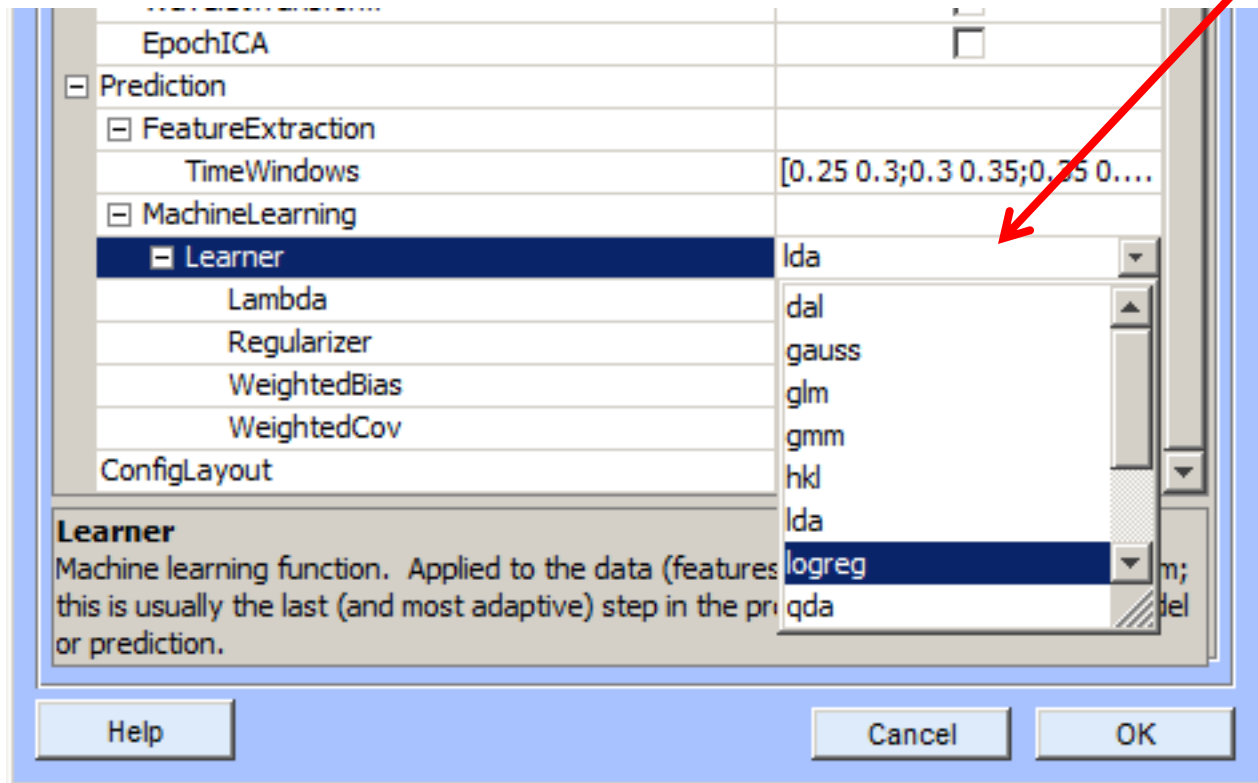 EpochICA
Prediction
FeatureExtraction
TimeWindows [0.25 0.3;0.3 0.35;0.35 0....
MachineLearning
Learner lda
Lambda
Regularizer
WeightedBias
WeightedCov
ConfigLayout
dal
gauss
glm
gmm
hkl
lda
logreg
qda
Learner
Machine learning function. Applied to the data (features
this is usually the last (and most adaptive) step in the
or prediction.
Help Cancel OK